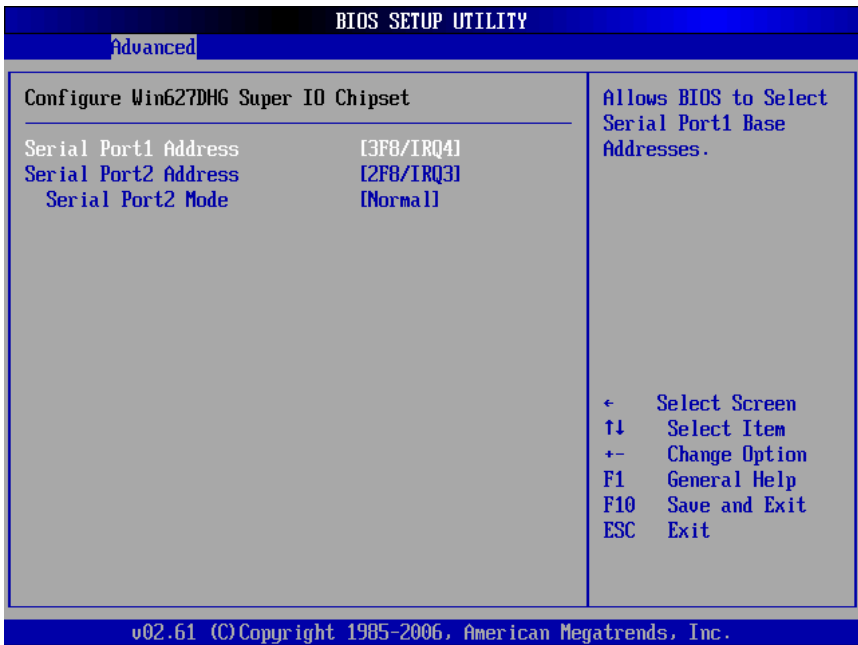 BIOS SETUP UTILITY
Advanced
Configure Win627DHG Super IO Chipset
Serial Port1 Address [3F8/IRQ4]
Serial Port2 Address [2F8/IRQ3]
Serial Port2 Mode [Normal]
Allows BIOS to Select
Serial Port1 Base
Addresses.
← Select Screen
↑↓ Select Item
+- Change Option
F1 General Help
F10 Save and Exit
ESC Exit
v02.61 (C)Copyright 1985-2006, American Megatrends, Inc.